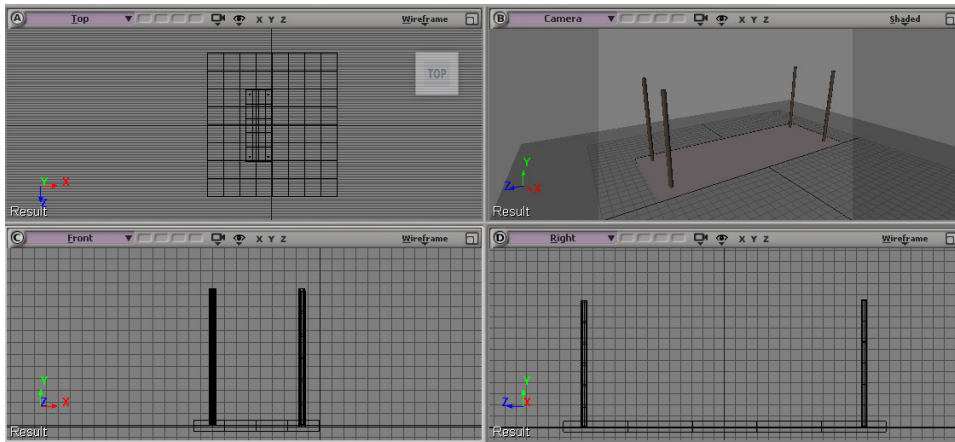 A Top X Y Z Wireframe
TOP
Y
X
Z
Result
B Camera X Y Z Shaded
Y
Z X
Result
C Front X Y Z Wireframe
Y
Z X
Result
D Right X Y Z Wireframe
Y
Z X
Result